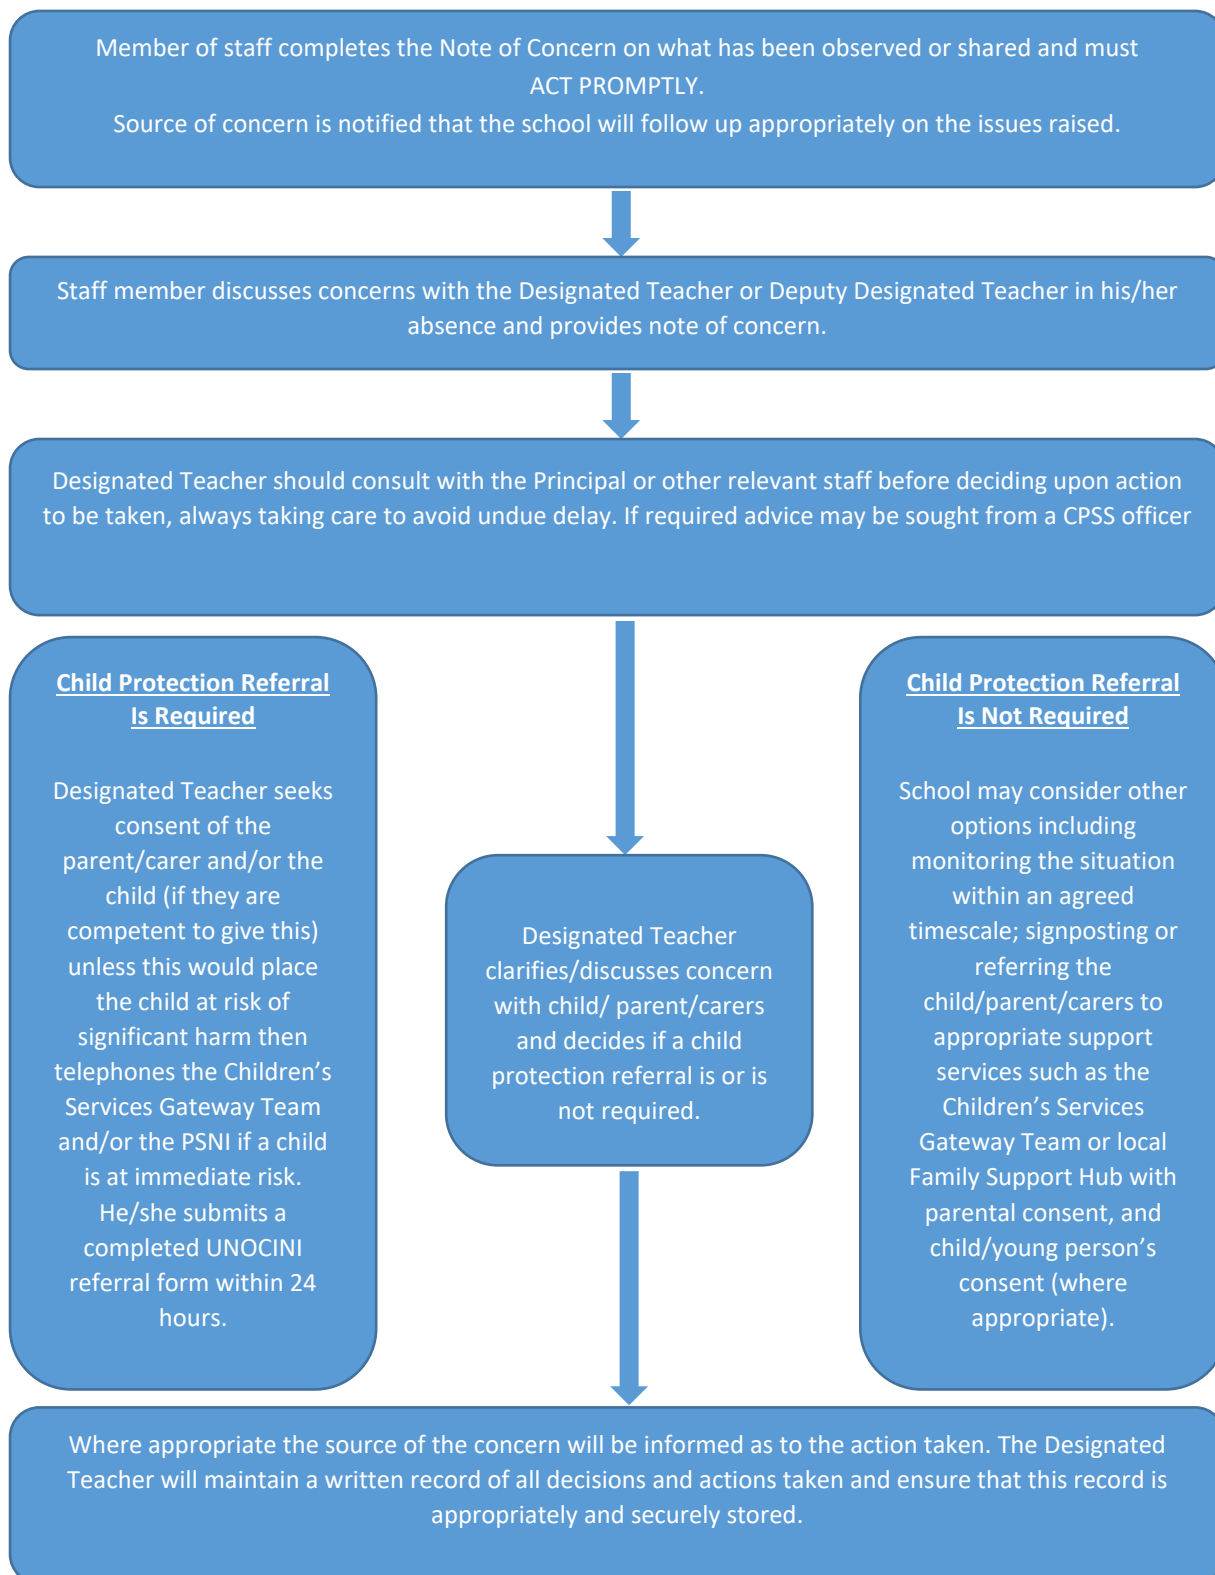 Member of staff completes the Note of Concern on what has been observed or shared and must
ACT PROMPTLY.
Source of concern is notified that the school will follow up appropriately on the issues raised.
Staff member discusses concerns with the Designated Teacher or Deputy Designated Teacher in his/her
absence and provides note of concern.
Designated Teacher should consult with the Principal or other relevant staff before deciding upon action
to be taken, always taking care to avoid undue delay. If required advice may be sought from a CPSS officer
Child Protection Referral
Is Required
Designated Teacher seeks
consent of the
parent/carer and/or the
child (if they are
competent to give this)
unless this would place
the child at risk of
significant harm then
telephones the Children’s
Services Gateway Team
and/or the PSNI if a child
is at immediate risk.
He/she submits a
completed UNOCINI
referral form within 24
hours.
Designated Teacher
clarifies/discusses concern
with child/ parent/carers
and decides if a child
protection referral is or is
not required.
Child Protection Referral
Is Not Required
School may consider other
options including
monitoring the situation
within an agreed
timescale; signposting or
referring the
child/parent/carers to
appropriate support
services such as the
Children’s Services
Gateway Team or local
Family Support Hub with
parental consent, and
child/young person’s
consent (where
appropriate).
Where appropriate the source of the concern will be informed as to the action taken. The Designated
Teacher will maintain a written record of all decisions and actions taken and ensure that this record is
appropriately and securely stored.